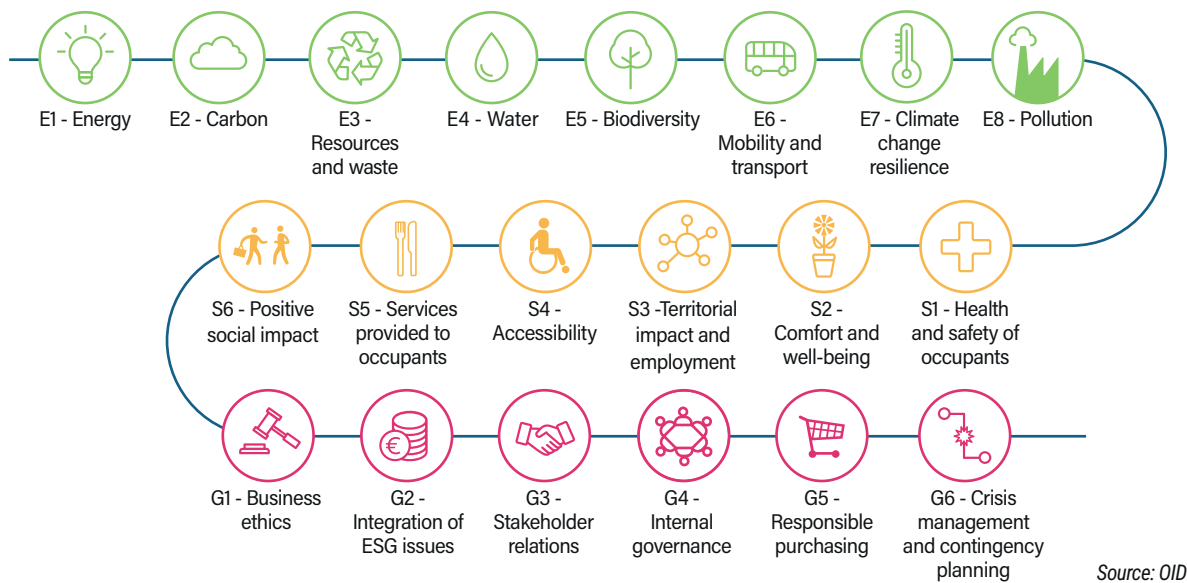 E1 - Energy
E2 - Carbon
E3 -
Resources
and waste
E4 - Water
E5 - Biodiversity
E6 -
Mobility and
transport
E7 - Climate
change
resilience
E8 - Pollution
S6 - Positive
social impact
S5 - Services
provided to
occupants
S4 -
Accessibility
S3 -Territorial
impact and
employment
S2 -
Comfort and
well-being
S1 - Health
and safety of
occupants
€
G1 - Business
ethics
G2 -
Integration of
ESG issues
G3 -
Stakeholder
relations
G4 -
Internal
governance
G5 -
Responsible
purchasing
G6 - Crisis
management
and contingency
planning
Source: OID